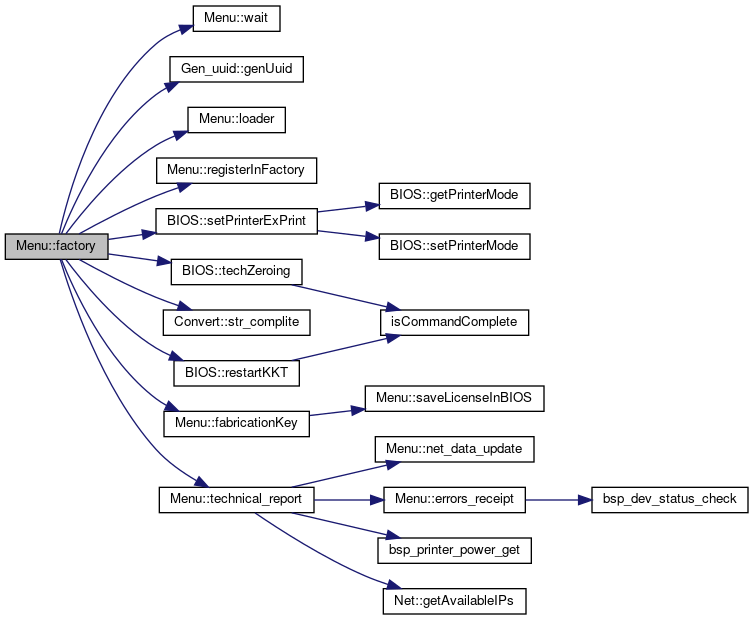 Menu::wait
Gen_uuid::genUuid
Menu::loader
Menu::registerInFactory
BIOS::getPrinterMode
BIOS::setPrinterExPrint
Menu::factory
BIOS::setPrinterMode
BIOS::techZeroing
Convert::str_complite
isCommandComplete
BIOS::restartKKT
Menu::saveLicenseInBIOS
Menu::fabricationKey
Menu::net_data_update
Menu::technical_report
Menu::errors_receipt
bsp_dev_status_check
bsp_printer_power_get
Net::getAvailableIPs